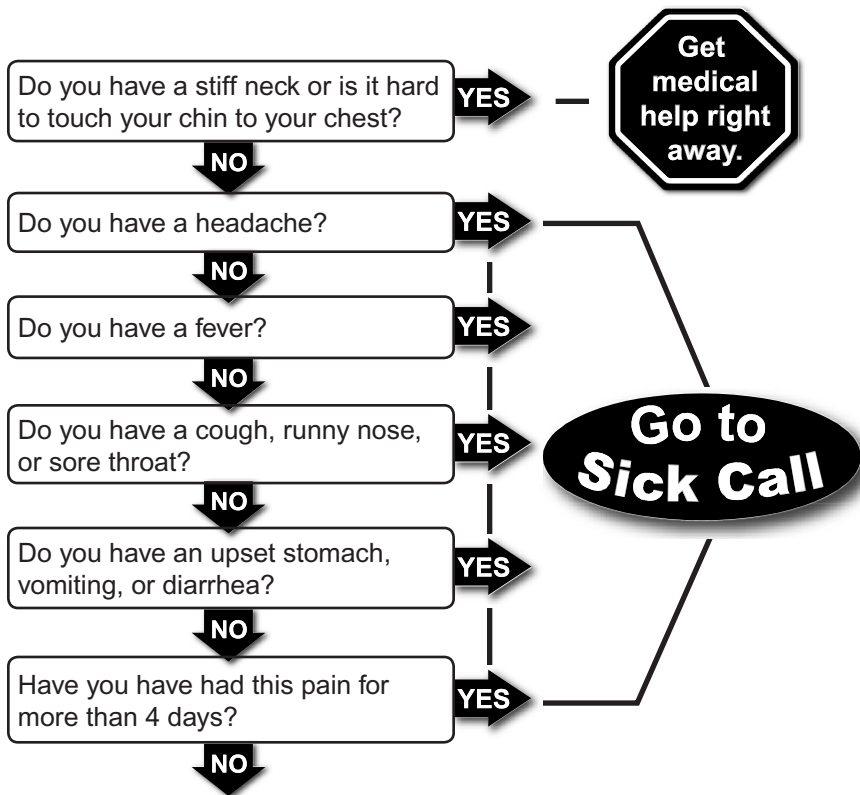 Do you have a stiff neck or is it hard
to touch your chin to your chest?
YES
Get
medical
help right
away.
NO
Do you have a headache?
YES
NO
Do you have a fever?
YES
NO
Do you have a cough, runny nose,
or sore throat?
YES
Go to
Sick Call
NO
Do you have an upset stomach,
vomiting, or diarrhea?
YES
NO
Have you have had this pain for
more than 4 days?
YES
NO